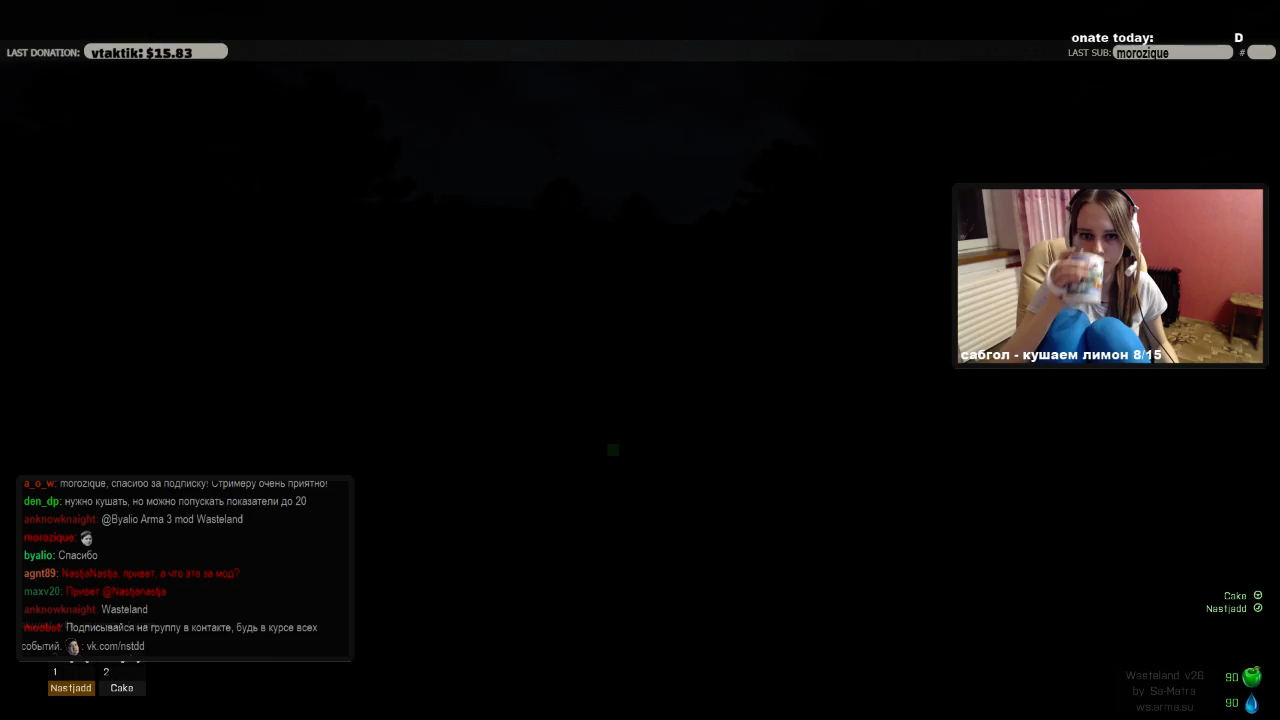 onate today: D
LAST DONATION: vtaktik: $15.83
LAST SUB: morozique #
сабгол - кушаем лимон 8/15
a_o_w: morozique, спасибо за подписку! Стримеру очень приятно!
den_dp: нужно кушать, но можно попускать показатели до 20
anknowknaight: @Byalio Arma 3 mod Wasteland
morozique:
byalio: Спасибо
agnt89: NastjaNastja, привет, а что это за мод?
maxv20: Привет @Nastjanastja
anknowknaight: Wasteland
moobot: Подписывайся на группу в контакте, будь в курсе всех
событий. : vk.com/nstdd
Cake
Nastjadd
1 2
Nastjadd Cake
Wasteland v26
by Sa-Matra
ws.arma.su
90
90